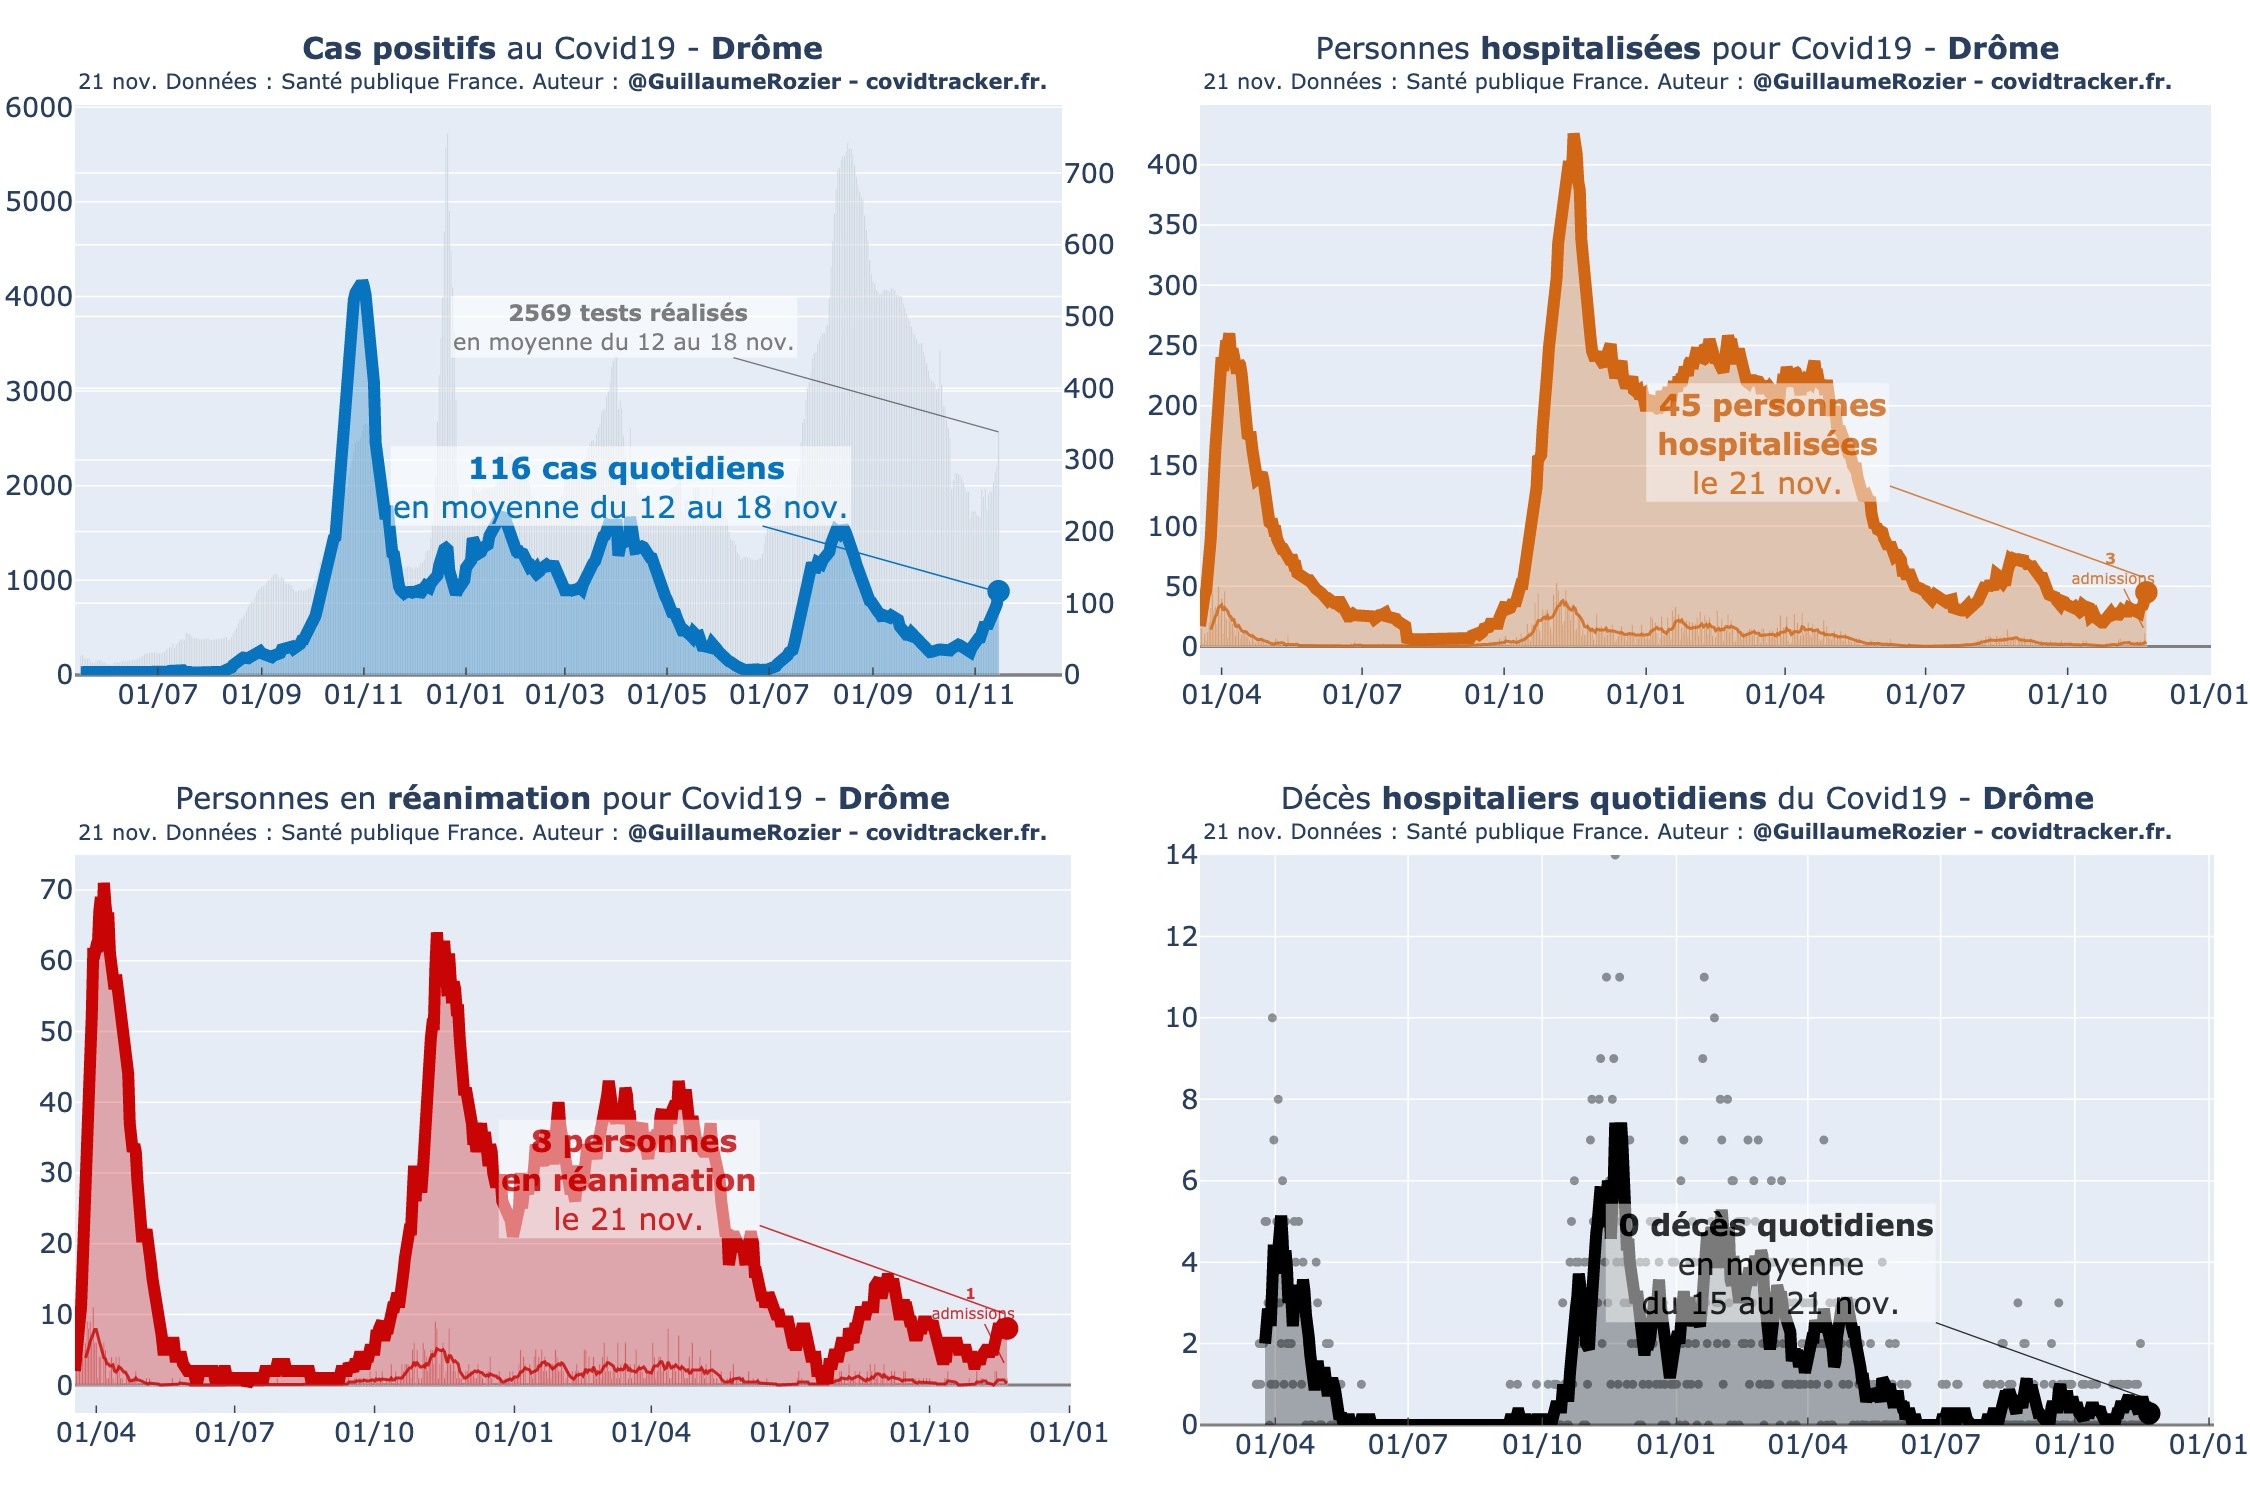 Cas positifs au Covid19 - Drôme
21 nov. Données : Santé publique France. Auteur : @GuillaumeRozier - covidtracker.fr.
6000
5000
4000
3000
2000
1000
0
700
600
500
400
300
200
100
0
2569 tests réalisés
en moyenne du 12 au 18 nov.
116 cas quotidiens
en moyenne du 12 au 18 nov.
01/07 01/09 01/11 01/01 01/03 01/05 01/07 01/09 01/11
Personnes hospitalisées pour Covid19 - Drôme
21 nov. Données : Santé publique France. Auteur : @GuillaumeRozier - covidtracker.fr.
400
350
300
250
200
150
100
50
0
45 personnes
hospitalisées
le 21 nov.
3
admissions
01/04 01/07 01/10 01/01 01/04 01/07 01/10 01/01
Personnes en réanimation pour Covid19 - Drôme
21 nov. Données : Santé publique France. Auteur : @GuillaumeRozier - covidtracker.fr.
70
60
50
40
30
20
10
0
8 personnes
en réanimation
le 21 nov.
1
admissions
01/04 01/07 01/10 01/01 01/04 01/07 01/10 01/01
Décès hospitaliers quotidiens du Covid19 - Drôme
21 nov. Données : Santé publique France. Auteur : @GuillaumeRozier - covidtracker.fr.
14
12
10
8
6
4
2
0
0 décès quotidiens
en moyenne
du 15 au 21 nov.
01/04 01/07 01/10 01/01 01/04 01/07 01/10 01/01